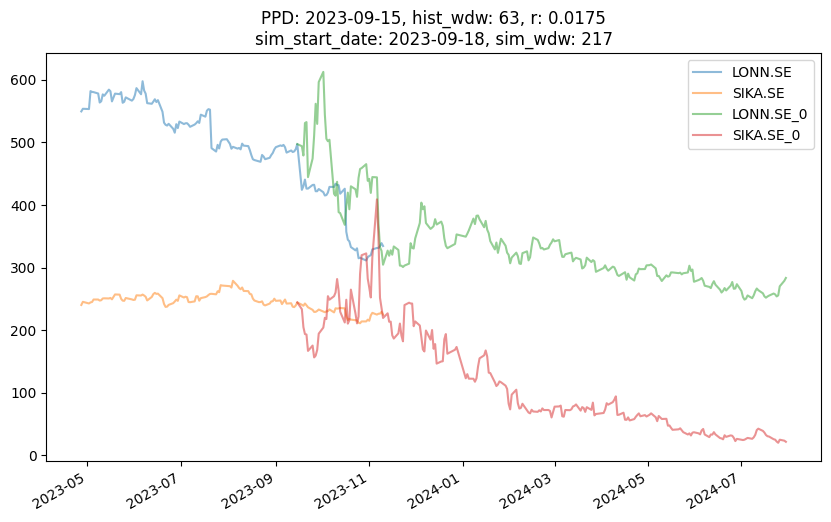 PPD: 2023-09-15, hist_wdw: 63, r: 0.0175
sim_start_date: 2023-09-18, sim_wdw: 217
LONN.SE
SIKA.SE
LONN.SE_0
SIKA.SE_0
600
500
400
300
200
100
0
2023-05
2023-07
2023-09
2023-11
2024-01
2024-03
2024-05
2024-07